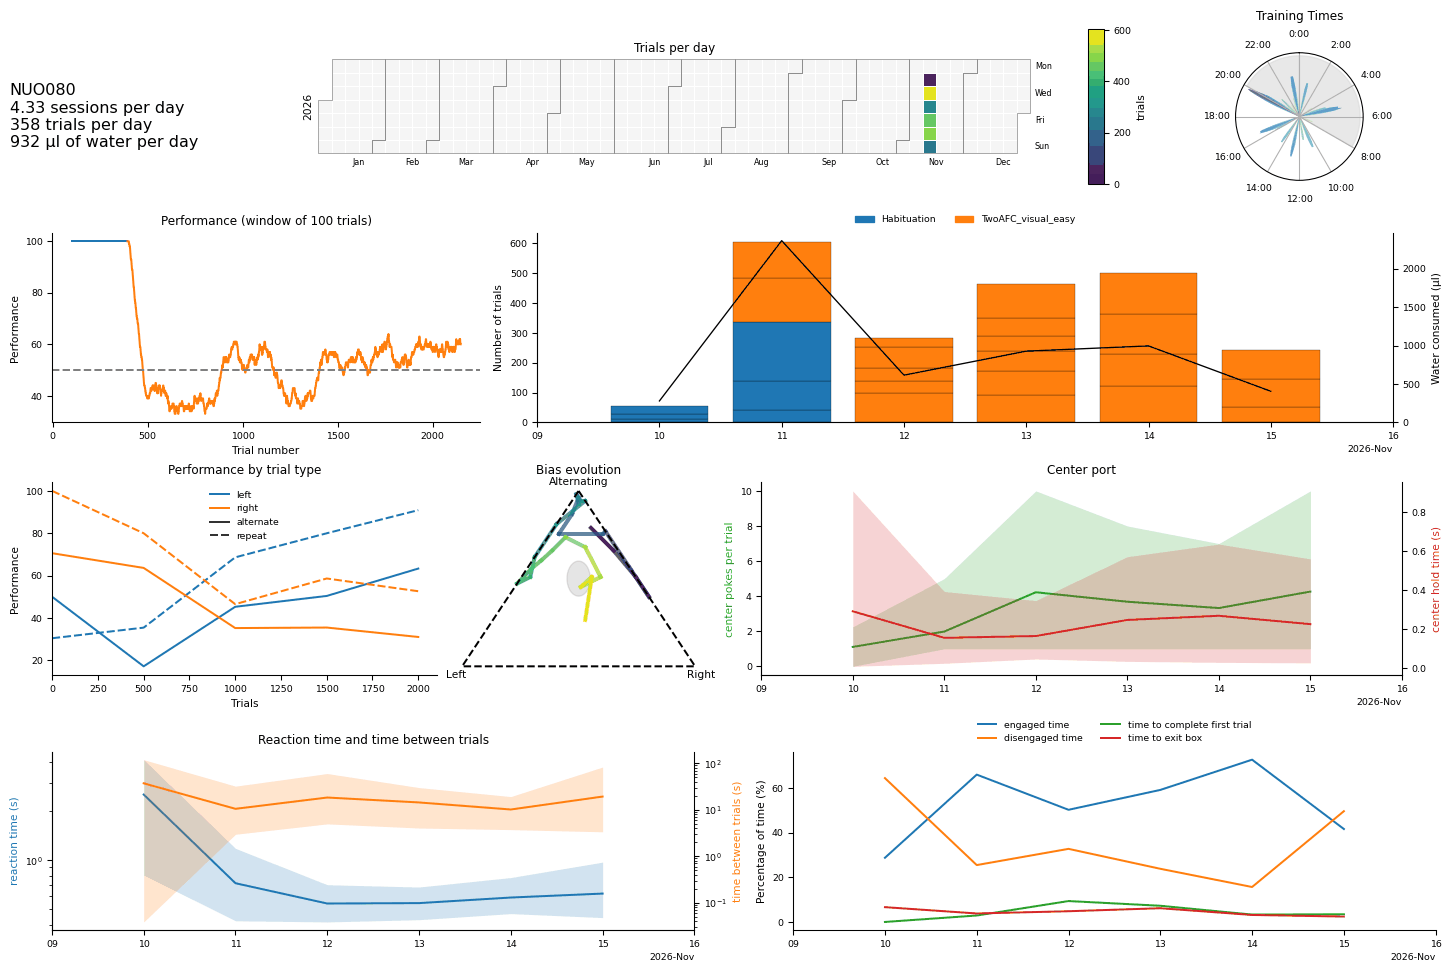 NUO080
4.33 sessions per day
358 trials per day
932 µl of water per day
Trials per day
2026
Mon
Wed
Fri
Sun
Jan Feb Mar Apr May Jun Jul Aug Sep Oct Nov Dec
600
400
200
0
trials
Training Times
0:00
2:00
4:00
6:00
8:00
10:00
12:00
14:00
16:00
18:00
20:00
22:00
Performance (window of 100 trials)
Performance
100
80
60
40
0 500 1000 1500 2000
Trial number
Habituation TwoAFC_visual_easy
Number of trials
600
500
400
300
200
100
0
2000
1500
1000
500
0
Water consumed (µl)
09 10 11 12 13 14 15 16
2026-Nov
Performance by trial type
Performance
100
80
60
40
20
left
right
alternate
repeat
0 250 500 750 1000 1250 1500 1750 2000
Trials
Bias evolution
Alternating
Left Right
Center port
center pokes per trial
10
8
6
4
2
0
0.8
0.6
0.4
0.2
0.0
center hold time (s)
09 10 11 12 13 14 15 16
2026-Nov
Reaction time and time between trials
reaction time (s)
10⁰
10²
10¹
10⁰
10⁻¹
time between trials (s)
09 10 11 12 13 14 15 16
2026-Nov
engaged time
disengaged time
time to complete first trial
time to exit box
Percentage of time (%)
60
40
20
0
09 10 11 12 13 14 15 16
2026-Nov